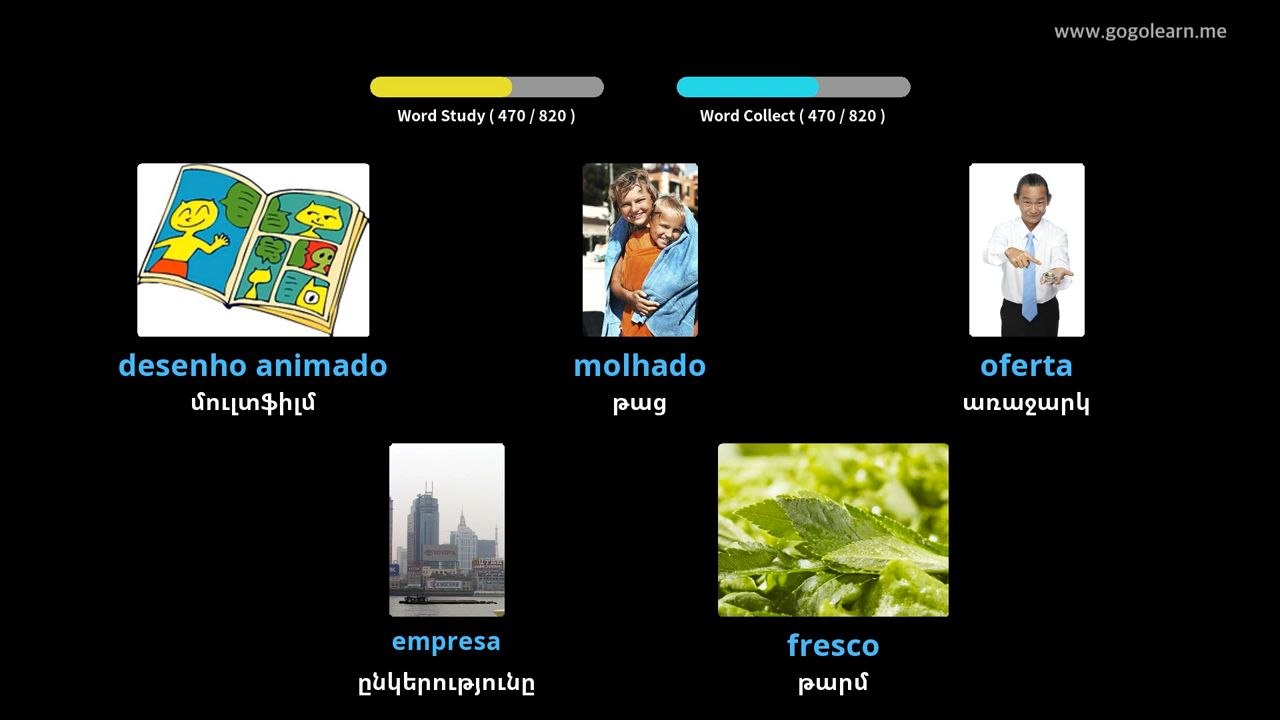 www.gogolearn.me
Word Study ( 470 / 820 )
Word Collect ( 470 / 820 )
desenho animado
մուլտֆիլմ
molhado
թաց
oferta
առաջարկ
empresa
ընկերությունը
fresco
թարմ